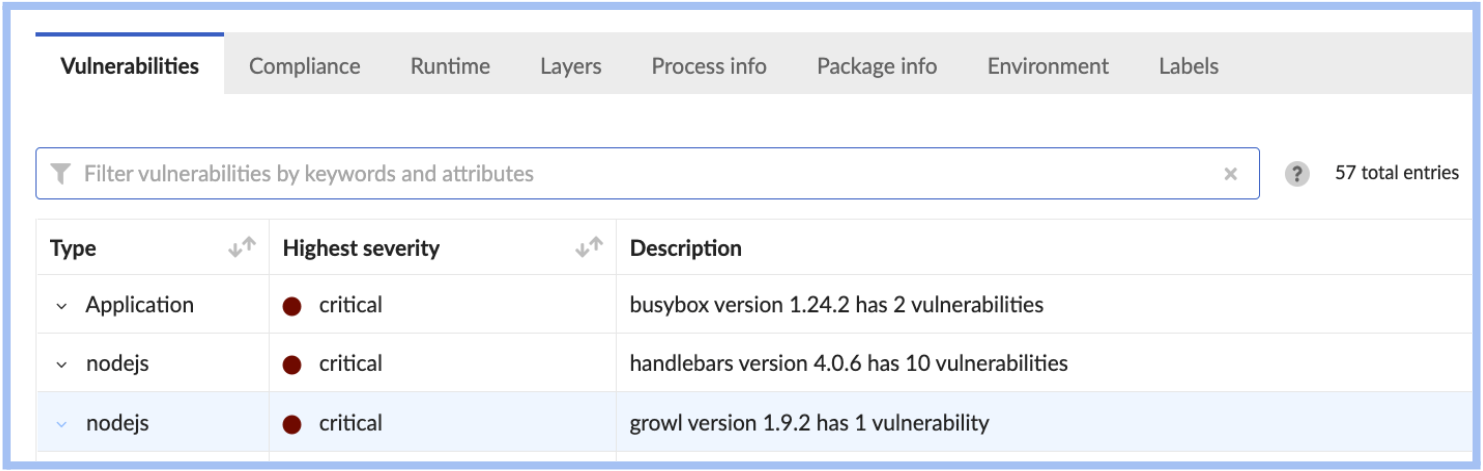 Vulnerabilities Compliance Runtime Layers Process info Package info Environment Labels
Filter vulnerabilities by keywords and attributes × ? 57 total entries
Type Highest severity Description
Application critical busybox version 1.24.2 has 2 vulnerabilities
nodejs critical handlebars version 4.0.6 has 10 vulnerabilities
nodejs critical growl version 1.9.2 has 1 vulnerability